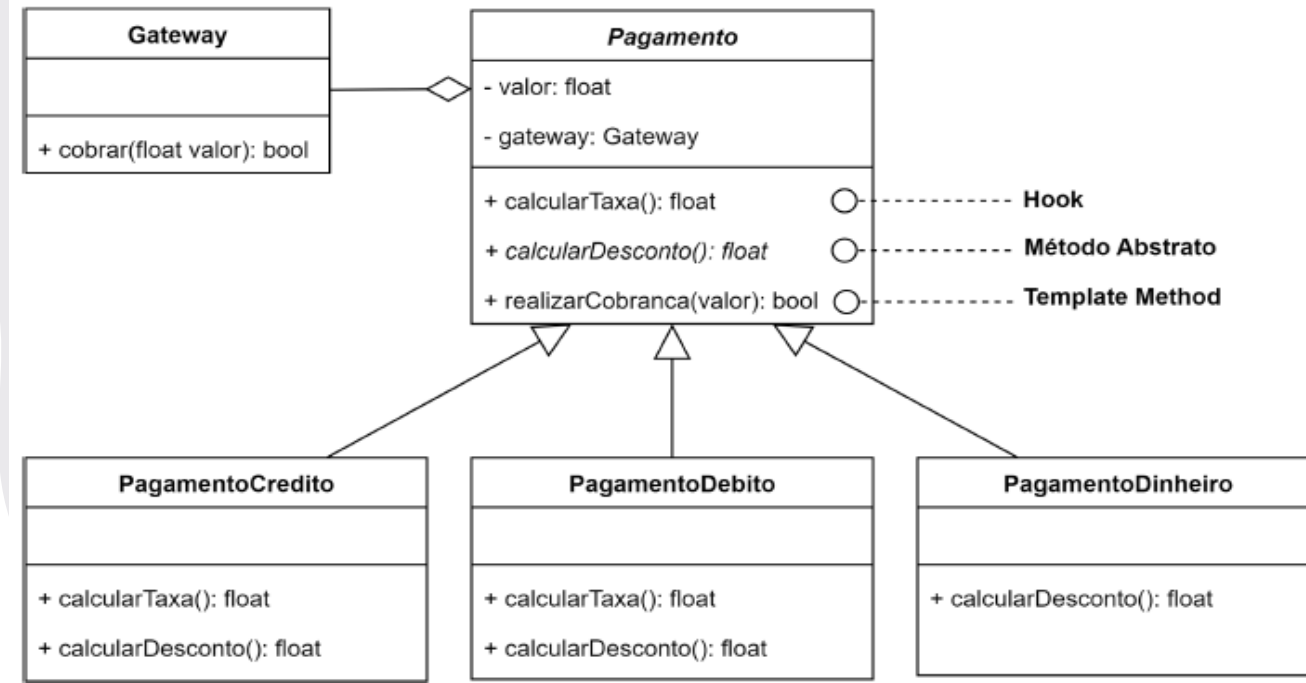 Gateway
+ cobrar(float valor): bool
Pagamento
- valor: float
- gateway: Gateway
+ calcularTaxa(): float
Hook
+ calcularDesconto(): float
Método Abstrato
+ realizarCobranca(valor): bool
Template Method
PagamentoCredito
+ calcularTaxa(): float
+ calcularDesconto(): float
PagamentoDebito
+ calcularTaxa(): float
+ calcularDesconto(): float
PagamentoDinheiro
+ calcularDesconto(): float